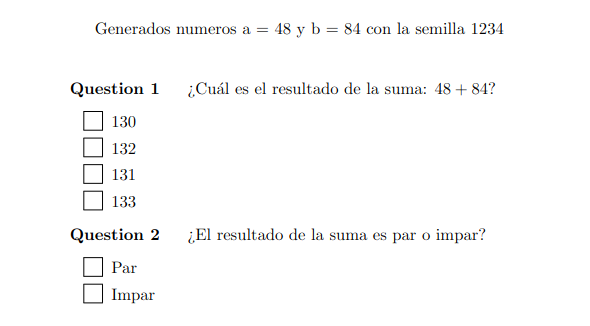 Generados numeros a = 48 y b = 84 con la semilla 1234
Question 1 ¿Cuál es el resultado de la suma: 48 + 84?
130
132
131
133
Question 2 ¿El resultado de la suma es par o impar?
Par
Impar